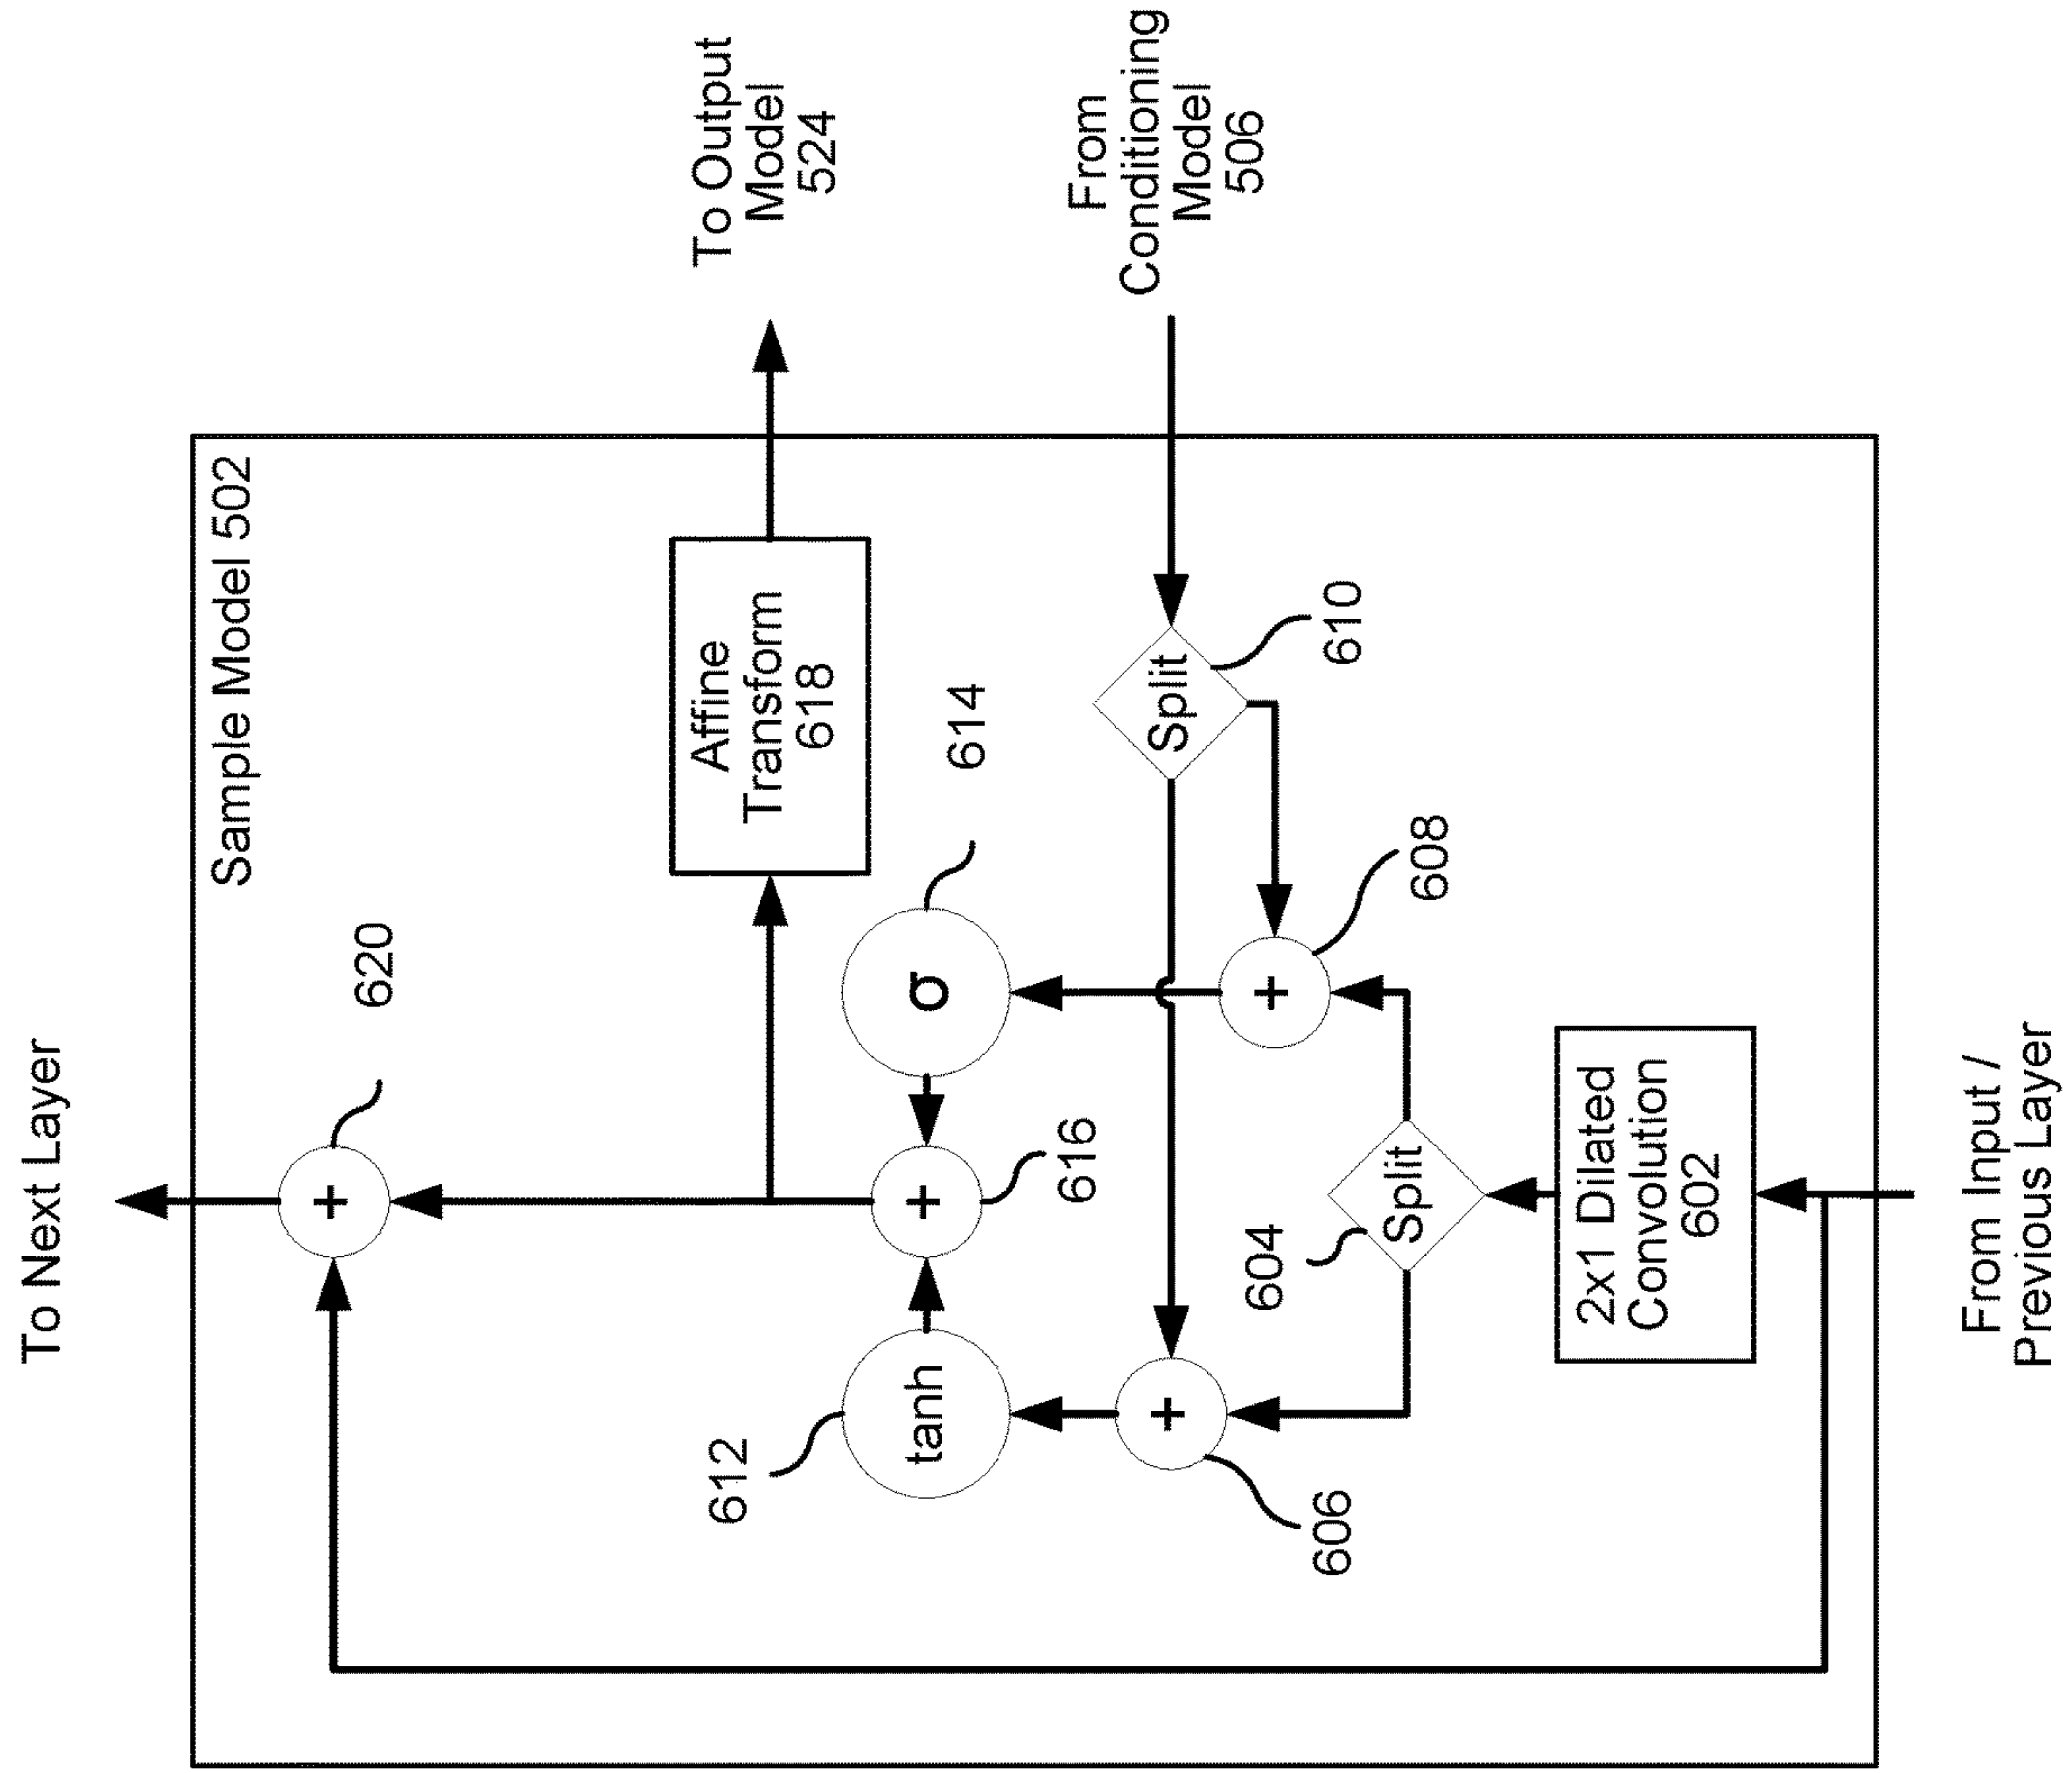 To Next Layer
Sample Model 502
620
To Output
Model
524
Affine
Transform
618
+
614
σ
616
+
tanh
612
From
Conditioning
Model
506
Split
610
608
+
+
606
604
Split
2x1 Dilated
Convolution
602
From Input /
Previous Layer
+